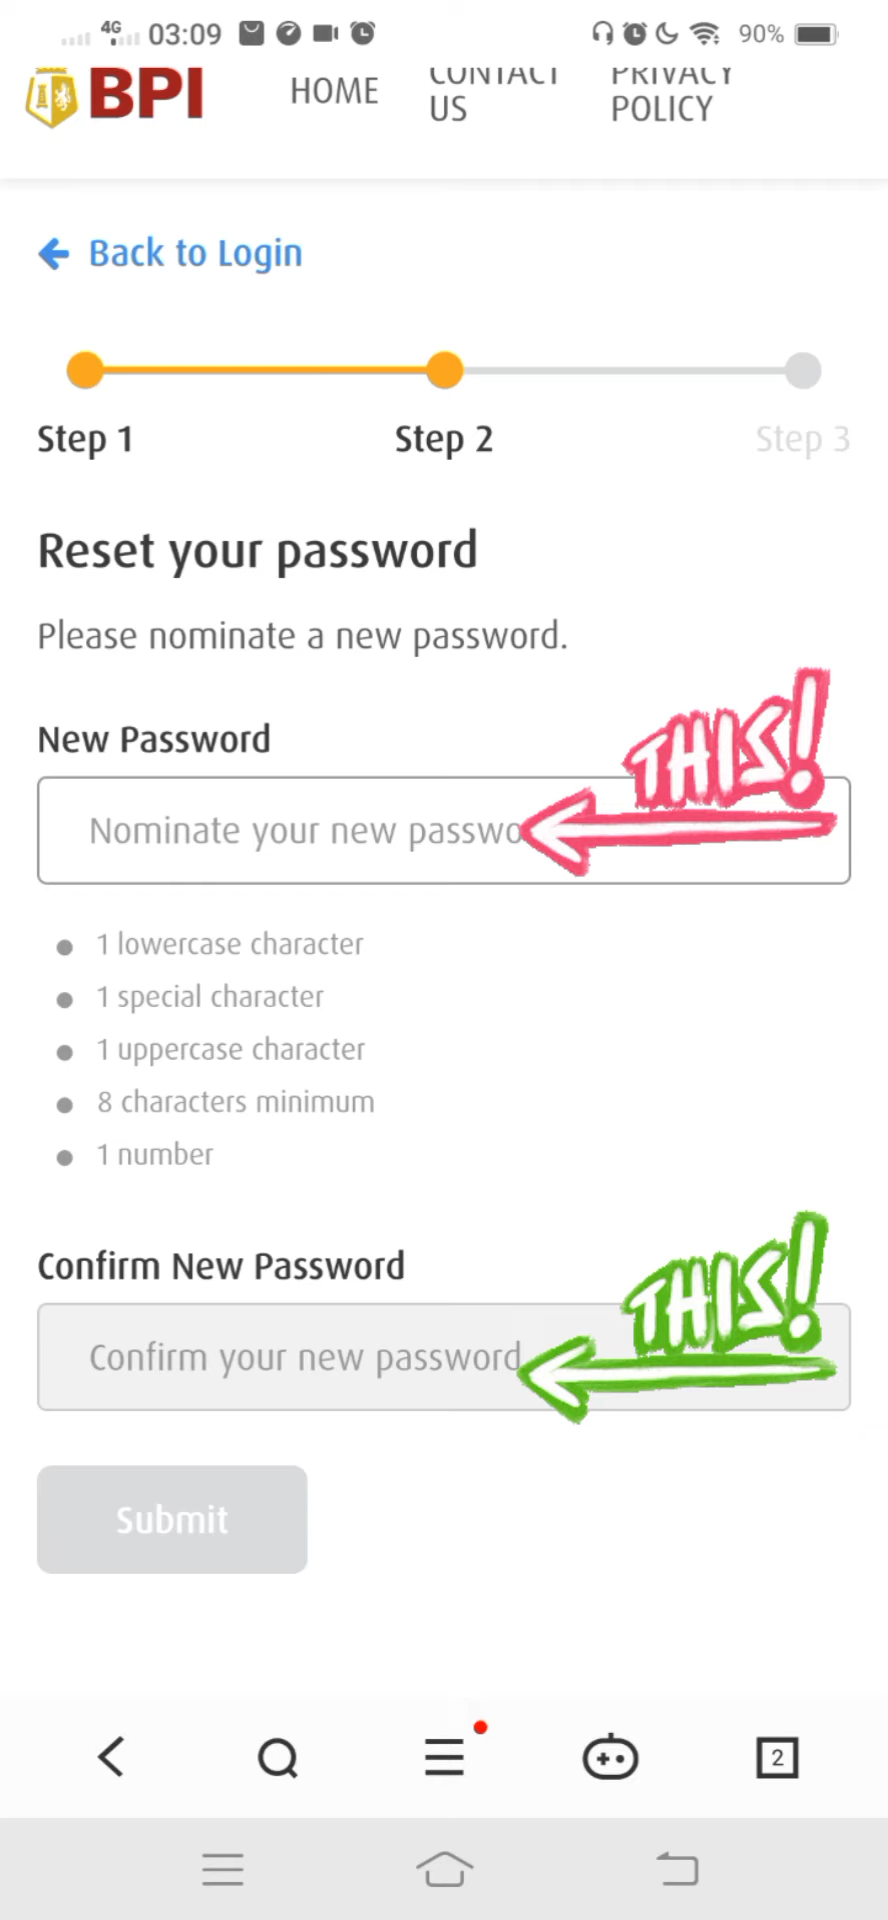 4G 03:09 90%
BPI HOME CONTACT US PRIVACY POLICY
Back to Login
Step 1 Step 2 Step 3
Reset your password
Please nominate a new password.
New Password
THIS!
Nominate your new passwo
1 lowercase character
1 special character
1 uppercase character
8 characters minimum
1 number
Confirm New Password
THIS!
Confirm your new password
Submit
2